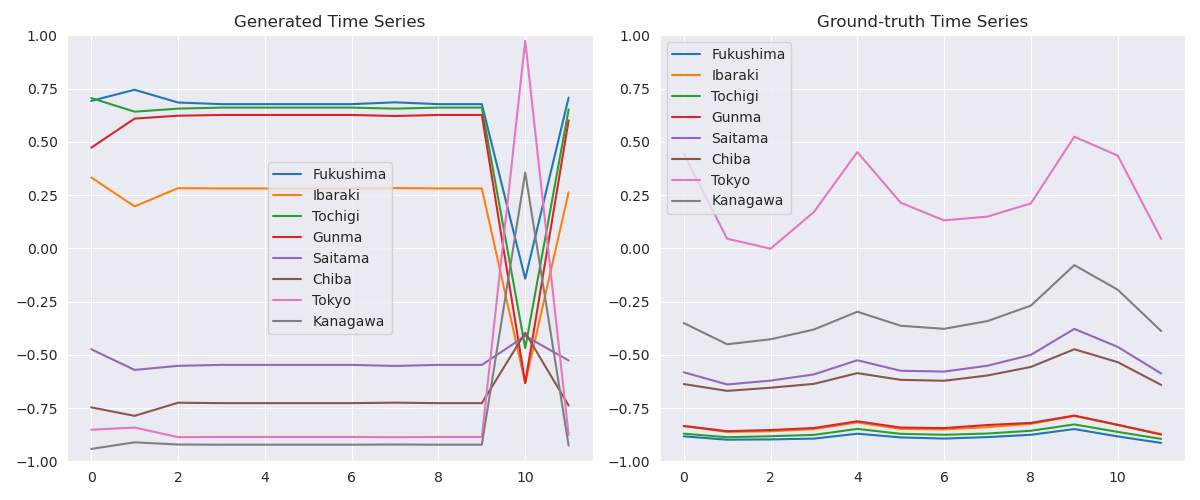 Generated Time Series
1.00
0.75
0.50
0.25
0.00
−0.25
−0.50
−0.75
−1.00
Fukushima
Ibaraki
Tochigi
Gunma
Saitama
Chiba
Tokyo
Kanagawa
0 2 4 6 8 10
Ground-truth Time Series
1.00
0.75
0.50
0.25
0.00
−0.25
−0.50
−0.75
−1.00
Fukushima
Ibaraki
Tochigi
Gunma
Saitama
Chiba
Tokyo
Kanagawa
0 2 4 6 8 10